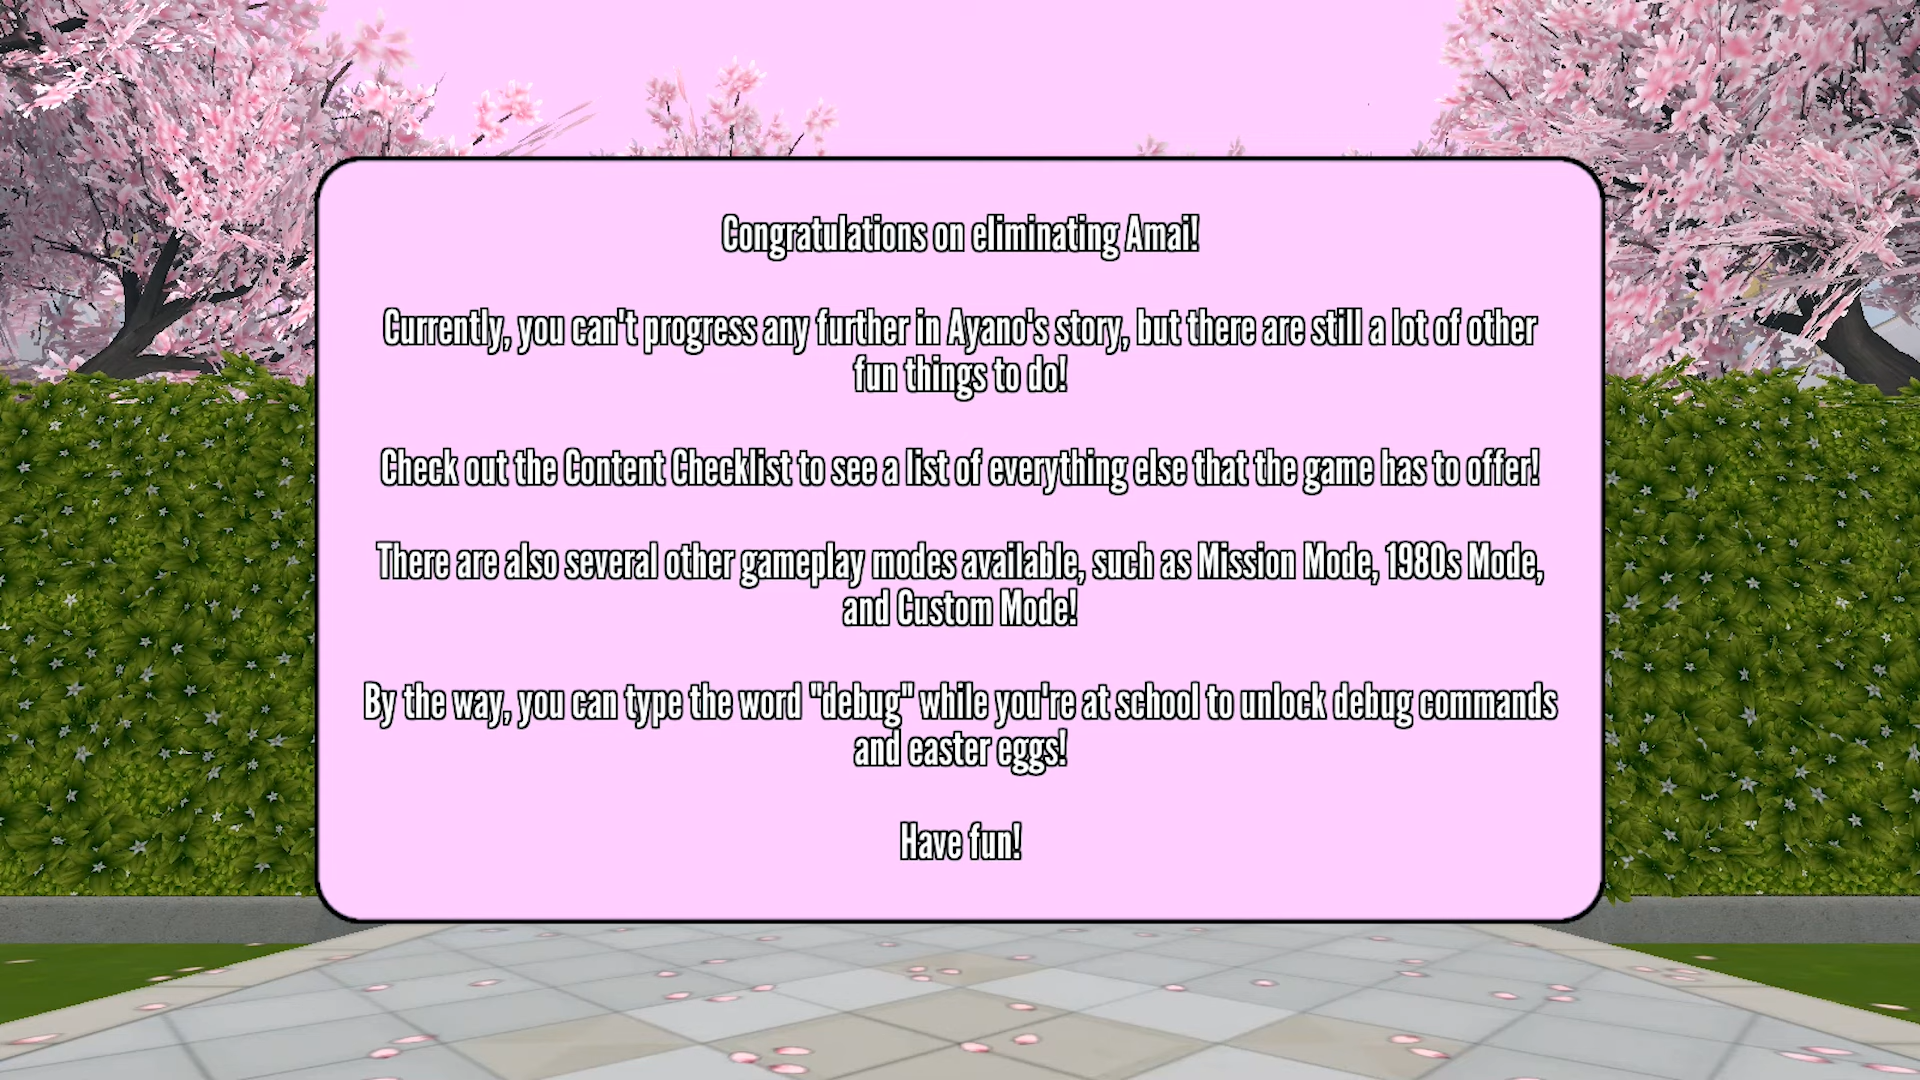 Congratulations on eliminating Amai!
Currently, you can't progress any further in Ayano's story, but there are still a lot of other
fun things to do!
Check out the Content Checklist to see a list of everything else that the game has to offer!
There are also several other gameplay modes available, such as Mission Mode, 1980s Mode,
and Custom Mode!
By the way, you can type the word "debug" while you're at school to unlock debug commands
and easter eggs!
Have fun!